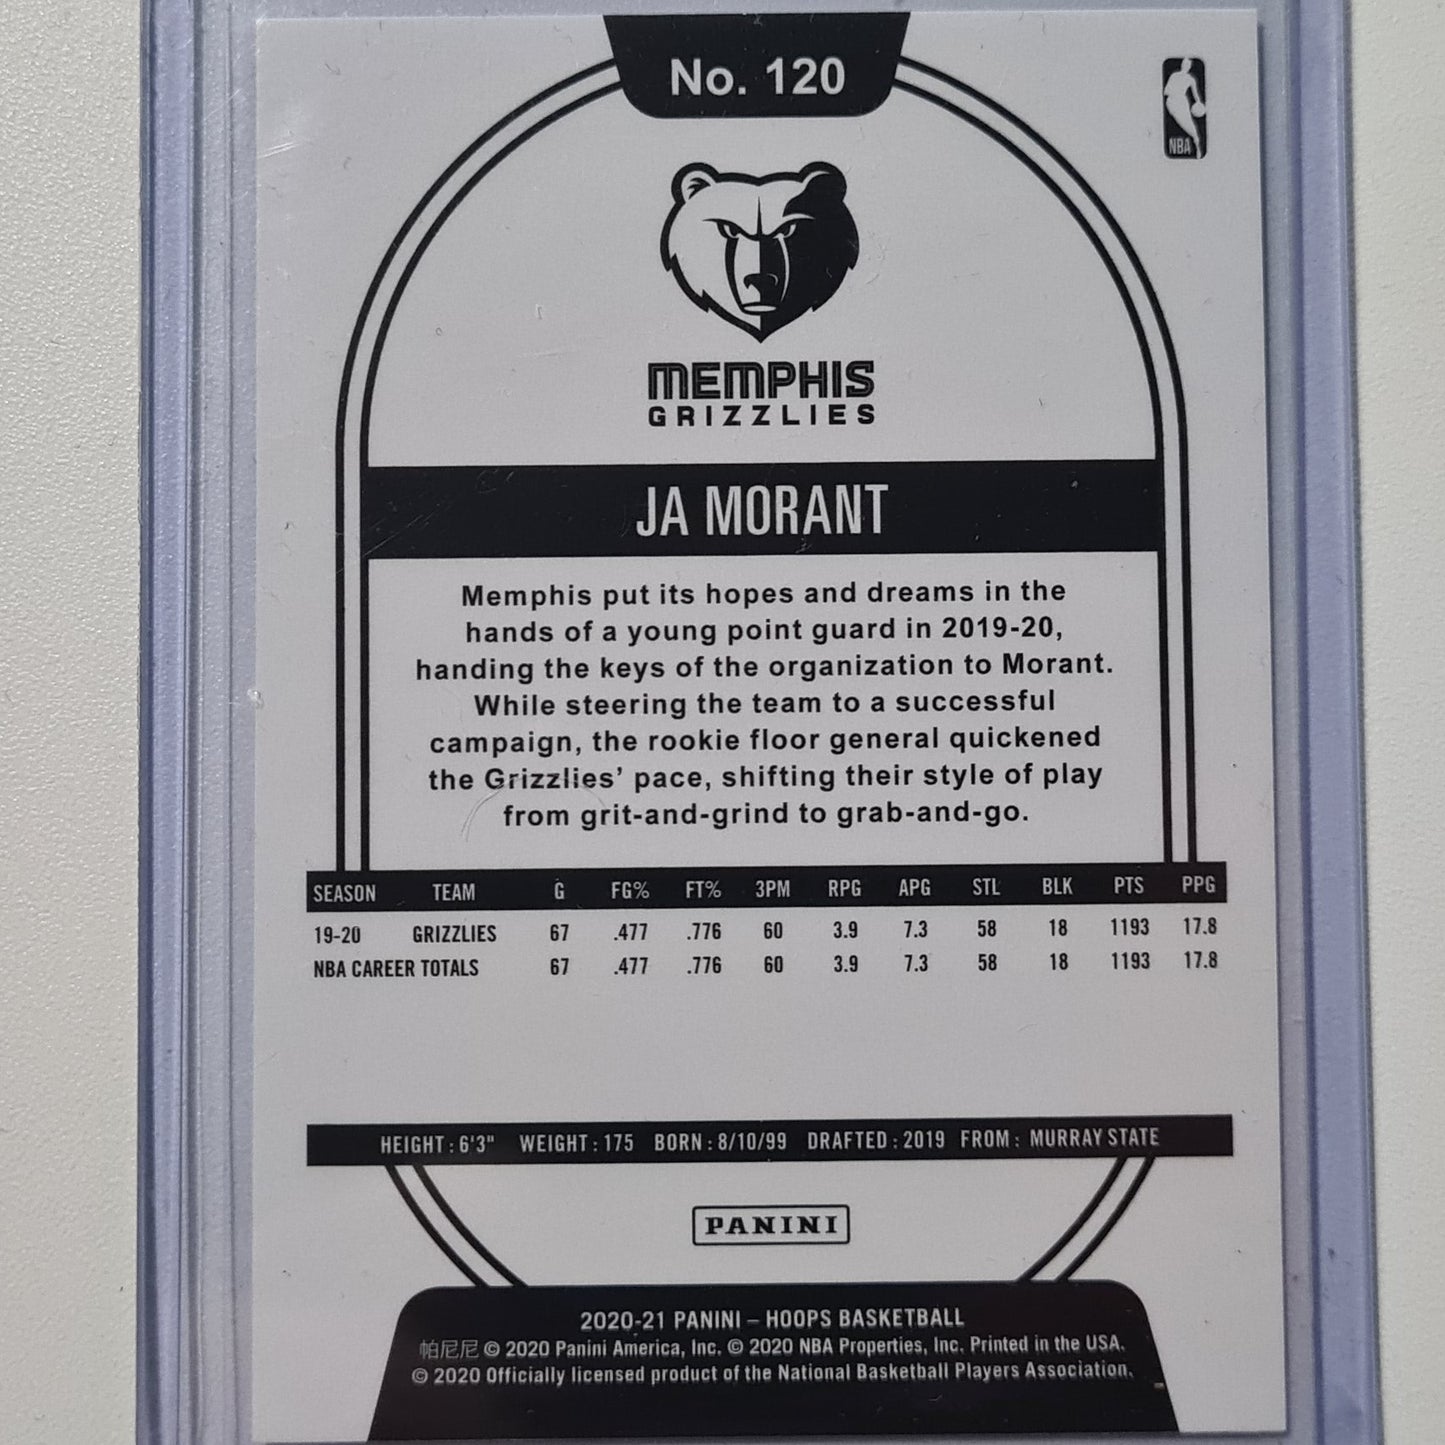 No. 120
NBA
MEMPHIS
GRIZZLIES
JA MORANT
Memphis put its hopes and dreams in the
hands of a young point guard in 2019-20,
handing the keys of the organization to Morant.
While steering the team to a successful
campaign, the rookie floor general quickened
the Grizzlies' pace, shifting their style of play
from grit-and-grind to grab-and-go.
SEASON TEAM G FG% FT% 3PM RPG APG STL BLK PTS PPG
19-20 GRIZZLIES 67 .477 .776 60 3.9 7.3 58 18 1193 17.8
NBA CAREER TOTALS 67 .477 .776 60 3.9 7.3 58 18 1193 17.8
HEIGHT : 6'3" WEIGHT : 175 BORN : 8/10/99 DRAFTED : 2019 FROM : MURRAY STATE
PANINI
2020-21 PANINI – HOOPS BASKETBALL
帕尼尼 © 2020 Panini America, Inc. © 2020 NBA Properties, Inc. Printed in the USA.
© 2020 Officially licensed product of the National Basketball Players Association.